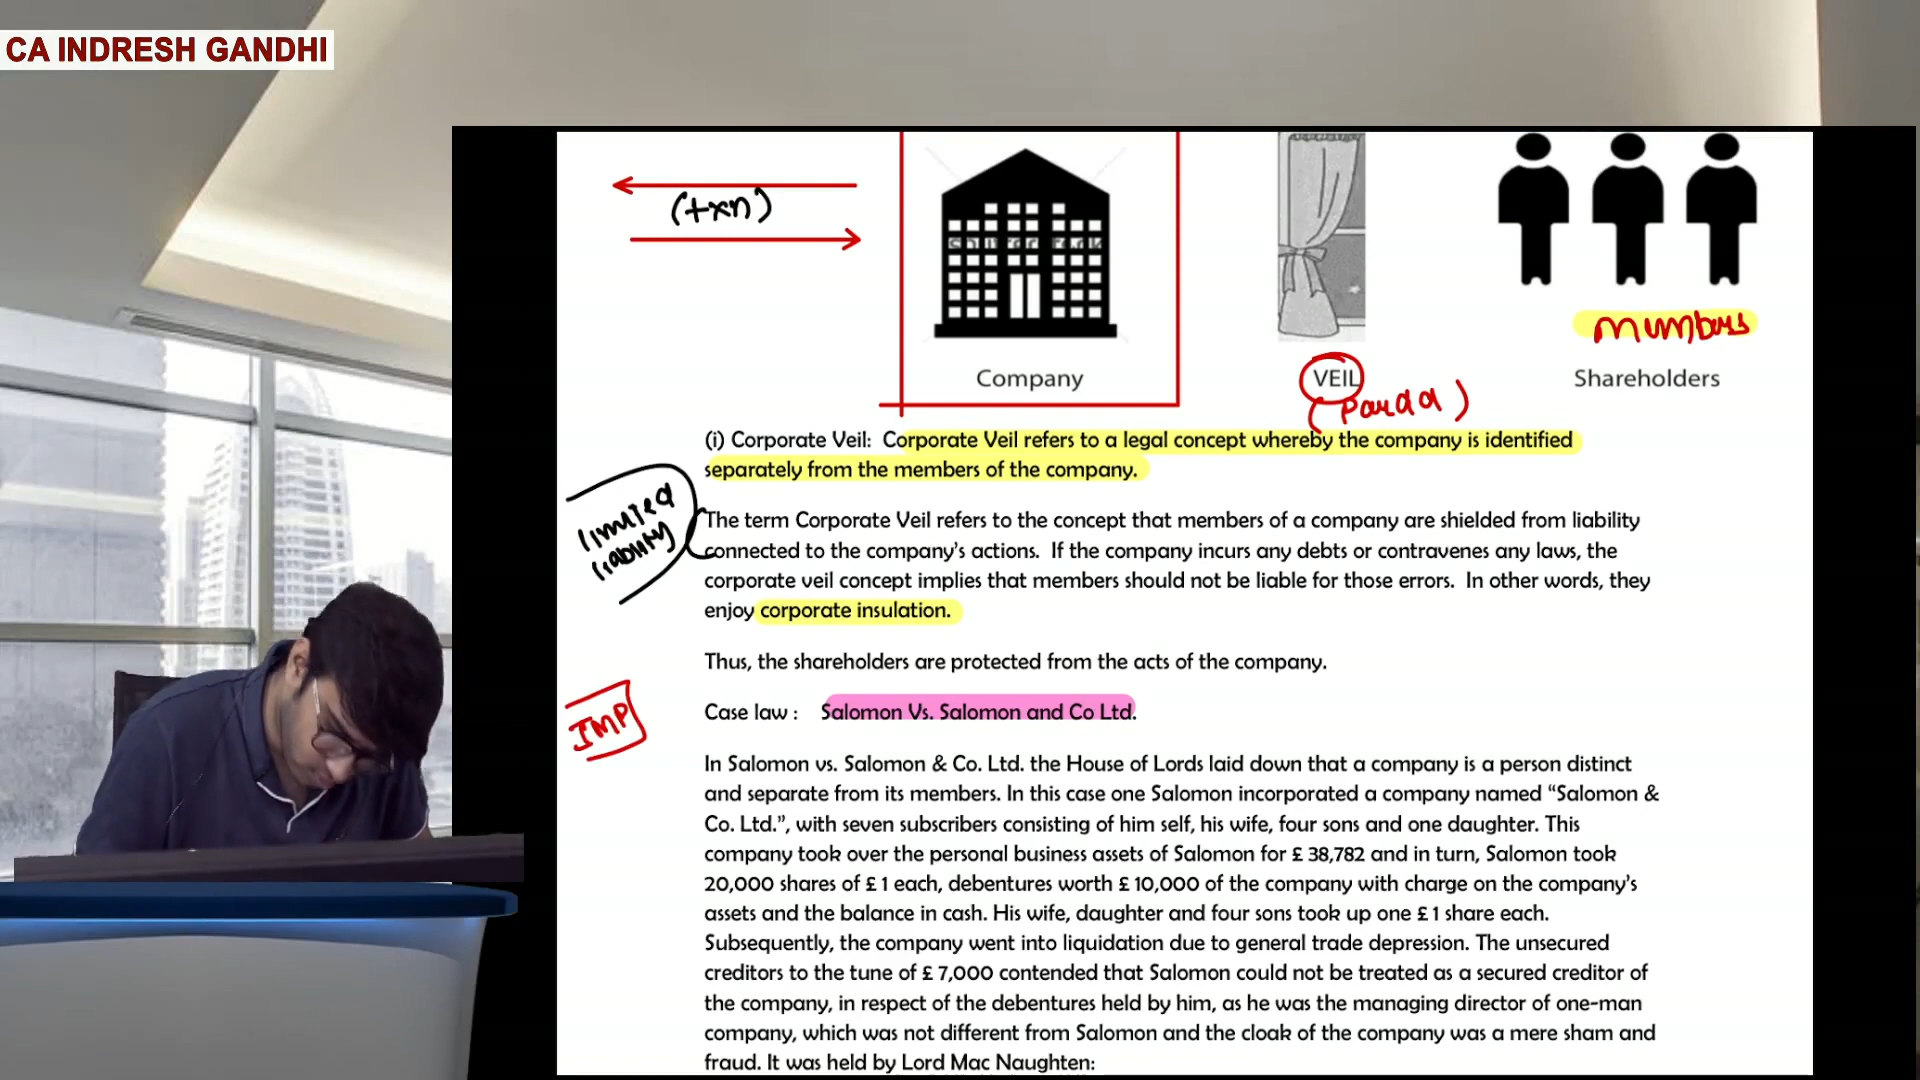 CA INDRESH GANDHI
(txn)
members
Company
VEIL
Shareholders
(Parda)
(i) Corporate Veil: Corporate Veil refers to a legal concept whereby the company is identified
separately from the members of the company.
limited
liability
The term Corporate Veil refers to the concept that members of a company are shielded from liability
connected to the company's actions. If the company incurs any debts or contravenes any laws, the
corporate veil concept implies that members should not be liable for those errors. In other words, they
enjoy corporate insulation.
Thus, the shareholders are protected from the acts of the company.
IMP
Case law : Salomon Vs. Salomon and Co Ltd.
In Salomon vs. Salomon & Co. Ltd. the House of Lords laid down that a company is a person distinct
and separate from its members. In this case one Salomon incorporated a company named “Salomon &
Co. Ltd.”, with seven subscribers consisting of him self, his wife, four sons and one daughter. This
company took over the personal business assets of Salomon for £ 38,782 and in turn, Salomon took
20,000 shares of £ 1 each, debentures worth £ 10,000 of the company with charge on the company's
assets and the balance in cash. His wife, daughter and four sons took up one £ 1 share each.
Subsequently, the company went into liquidation due to general trade depression. The unsecured
creditors to the tune of £ 7,000 contended that Salomon could not be treated as a secured creditor of
the company, in respect of the debentures held by him, as he was the managing director of one-man
company, which was not different from Salomon and the cloak of the company was a mere sham and
fraud. It was held by Lord Mac Naughten: